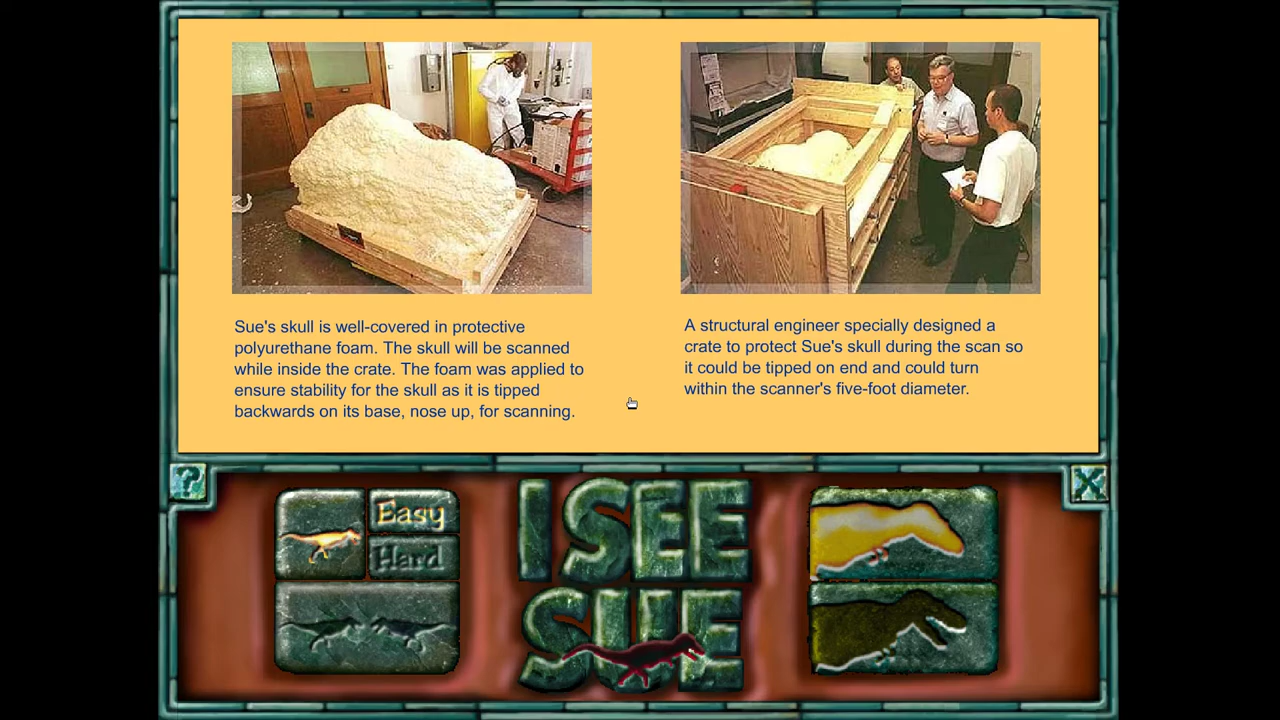 Sue's skull is well-covered in protective
polyurethane foam. The skull will be scanned
while inside the crate. The foam was applied to
ensure stability for the skull as it is tipped
backwards on its base, nose up, for scanning.
A structural engineer specially designed a
crate to protect Sue's skull during the scan so
it could be tipped on end and could turn
within the scanner's five-foot diameter.
?
X
Easy
Hard
I SEE
SUE